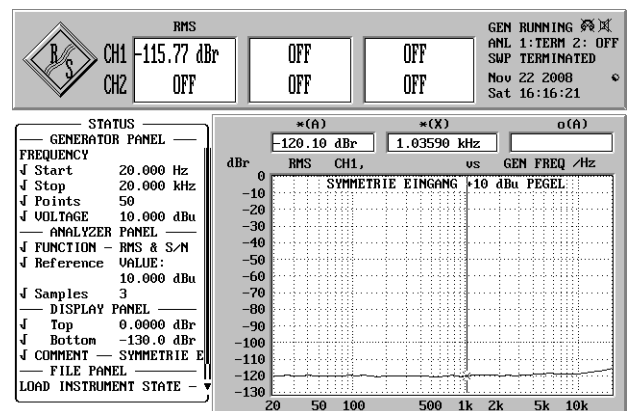 RMS
CH1 -115.77 dBr OFF OFF
CH2 OFF OFF OFF
GEN RUNNING
ANL 1:TERM 2: OFF
SWP TERMINATED
Nov 22 2008
Sat 16:16:21
R S
STATUS
GENERATOR PANEL
FREQUENCY
Start 20.000 Hz
Stop 20.000 kHz
Points 50
VOLTAGE 10.000 dBu
ANALYZER PANEL
FUNCTION - RMS & S/N
Reference VALUE:
10.000 dBu
Samples 3
DISPLAY PANEL
Top 0.0000 dBr
Bottom -130.0 dBr
COMMENT — SYMMETRIE E
FILE PANEL
LOAD INSTRUMENT STATE -
*(A) *(X) o(A)
-120.10 dBr 1.03590 kHz
dBr RMS CH1, vs GEN FREQ /Hz
SYMMETRIE EINGANG +10 dBu PEGEL
0
-10
-20
-30
-40
-50
-60
-70
-80
-90
-100
-110
-120
-130
20 50 100 500 1k 2k 5k 10k